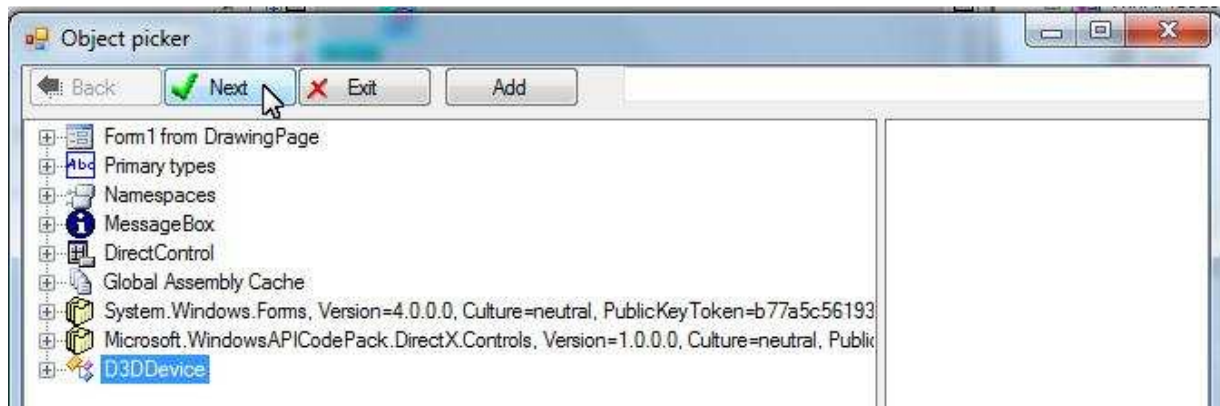 Object picker
Back Next Exit Add
Form1 from DrawingPage
Abc Primary types
Namespaces
MessageBox
DirectControl
Global Assembly Cache
System.Windows.Forms, Version=4.0.0.0, Culture=neutral, PublicKeyToken=b77a5c56193
Microsoft.WindowsAPICodePack.DirectX.Controls, Version=1.0.0.0, Culture=neutral, Public
D3DDevice